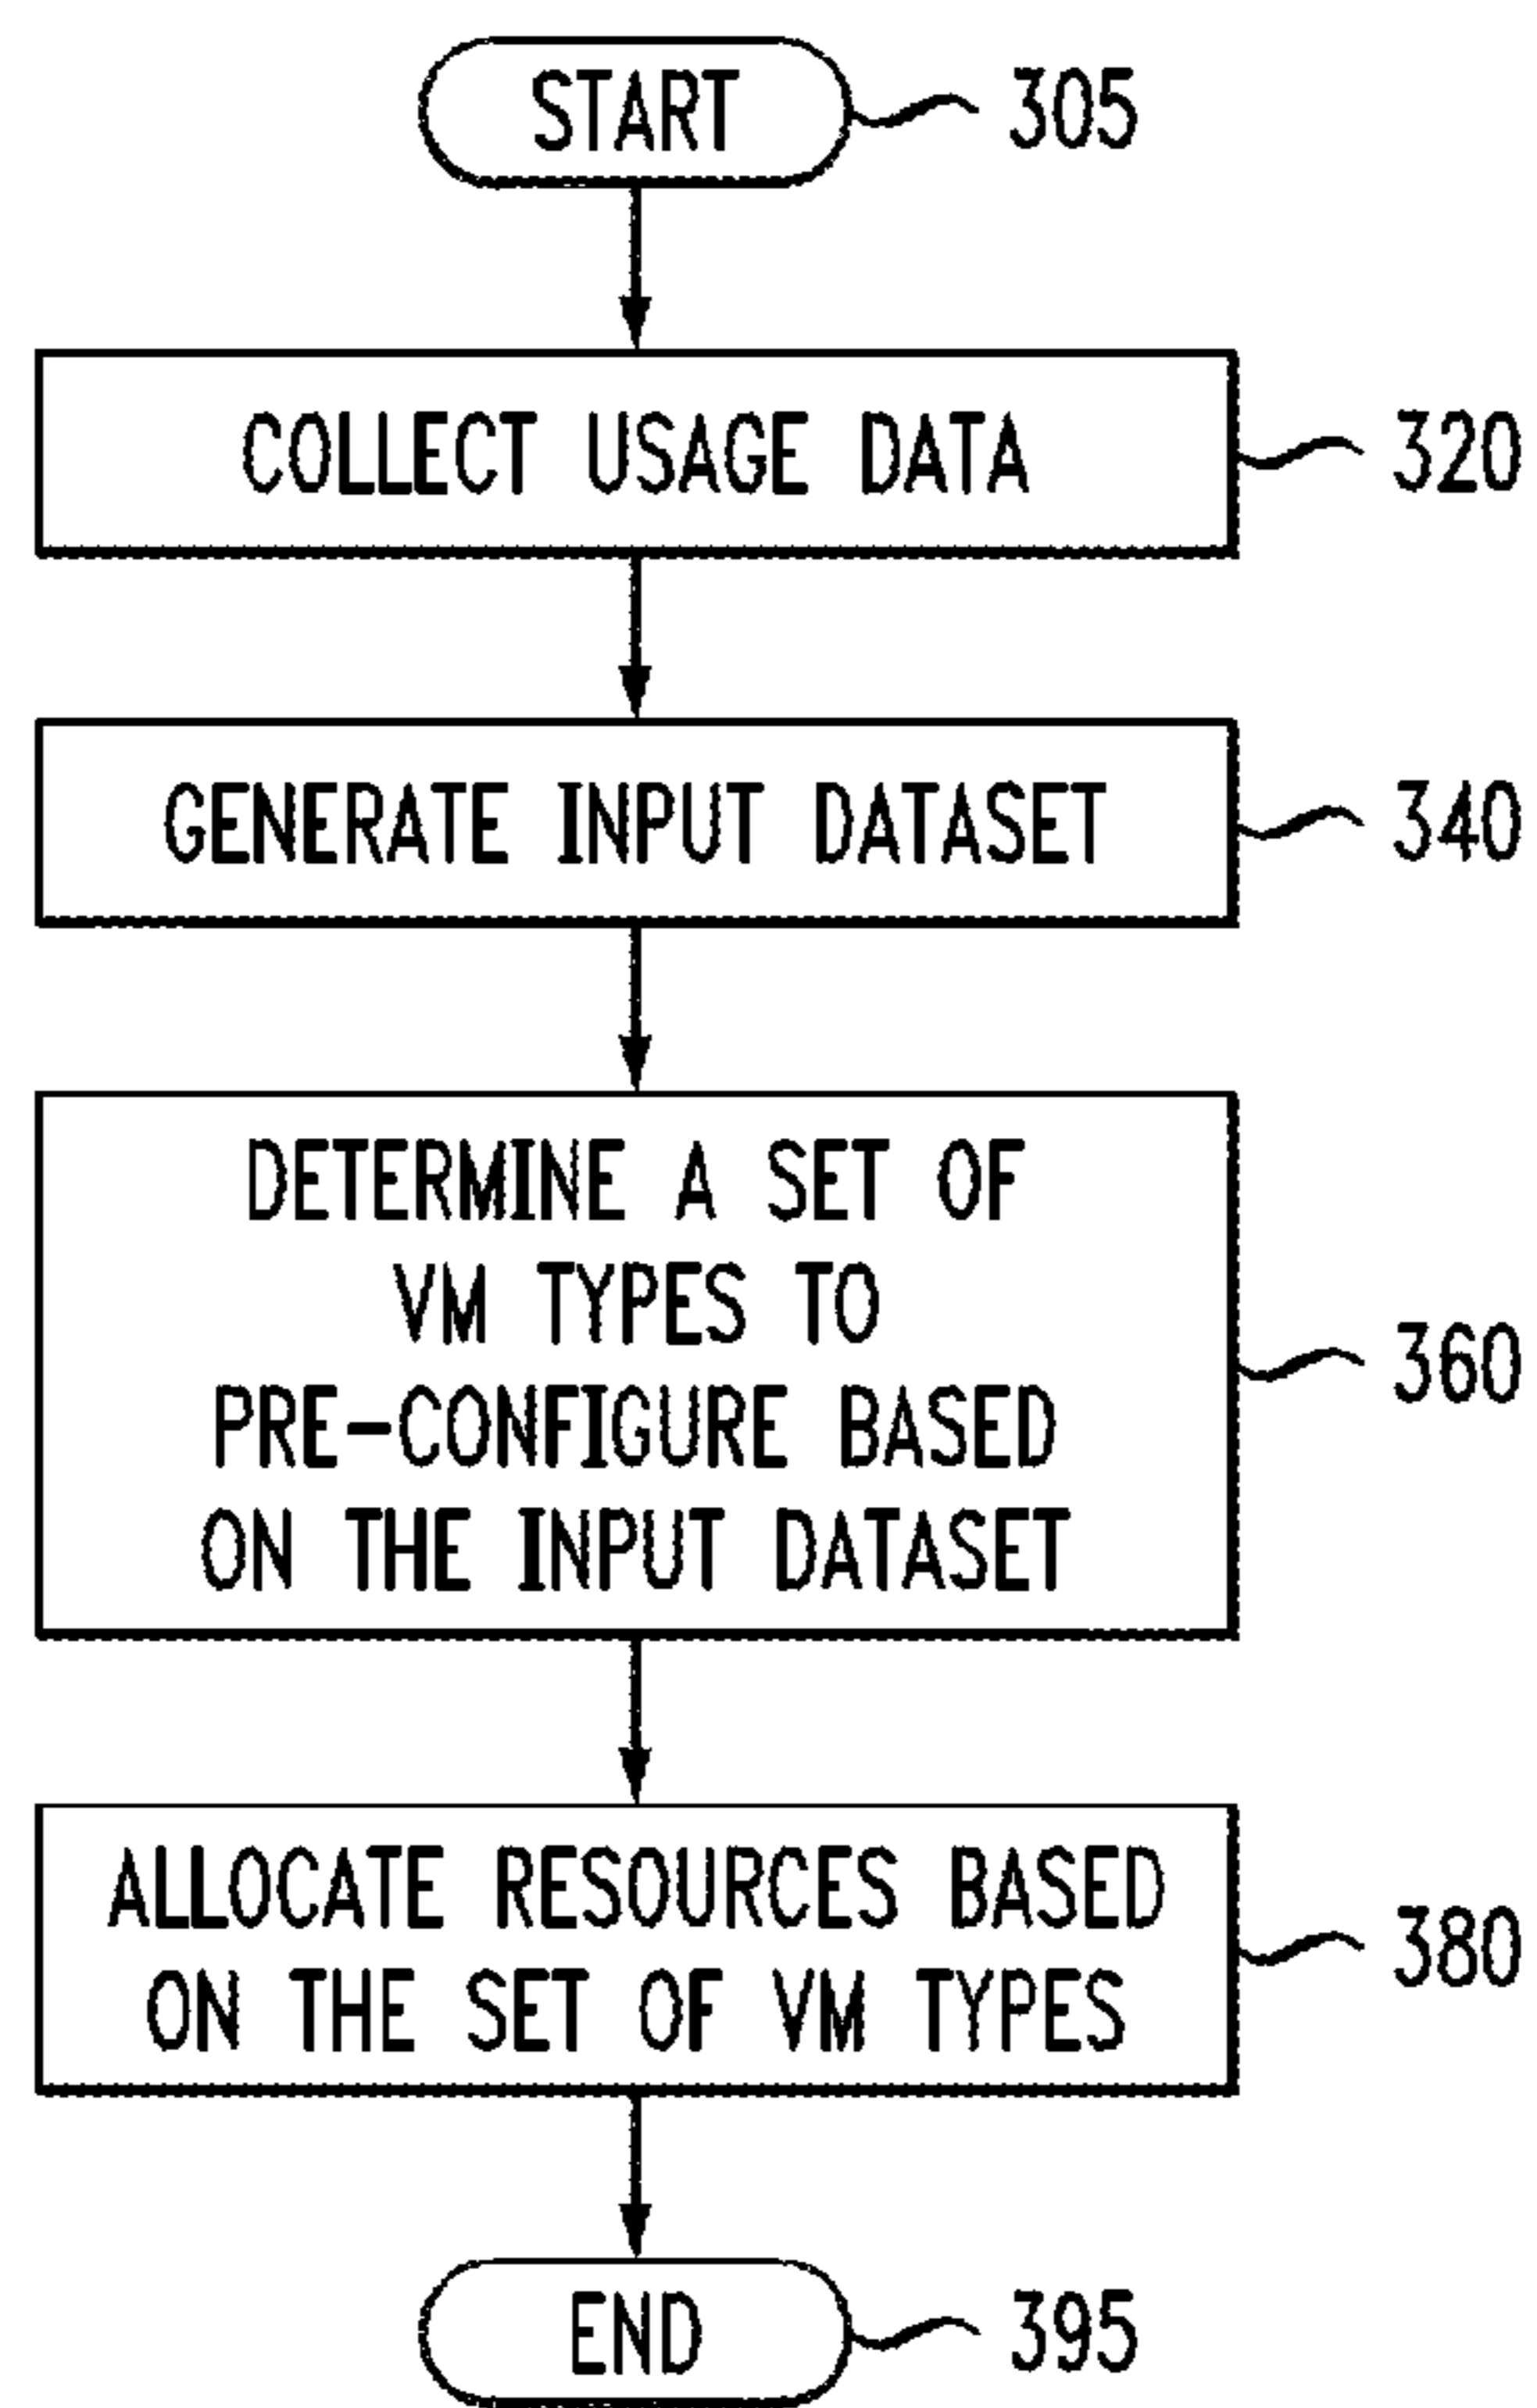 START 305
COLLECT USAGE DATA 320
GENERATE INPUT DATASET 340
DETERMINE A SET OF
VM TYPES TO
PRE-CONFIGURE BASED
ON THE INPUT DATASET
360
ALLOCATE RESOURCES BASED
ON THE SET OF VM TYPES
380
END 395